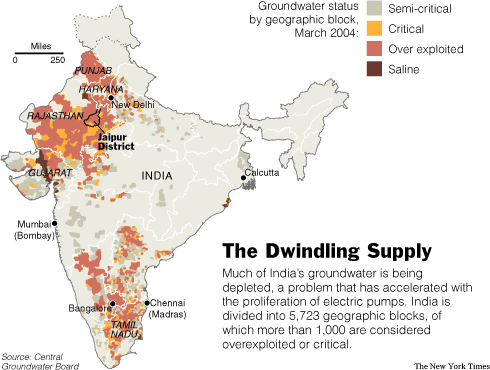 Groundwater status
by geographic block,
March 2004:
Semi-critical
Critical
Over exploited
Saline
Miles
0 250
PUNJAB
HARYANA
New Delhi
RAJASTHAN
Jaipur
District
GUJARAT
INDIA
Calcutta
Mumbai
(Bombay)
The Dwindling Supply
Much of India's groundwater is being
depleted, a problem that has accelerated with
the proliferation of electric pumps. India is
divided into 5,723 geographic blocks, of
which more than 1,000 are considered
overexploited or critical.
Bangalore
Chennai
(Madras)
TAMIL
NADU
Source: Central
Groundwater Board
The New York Times